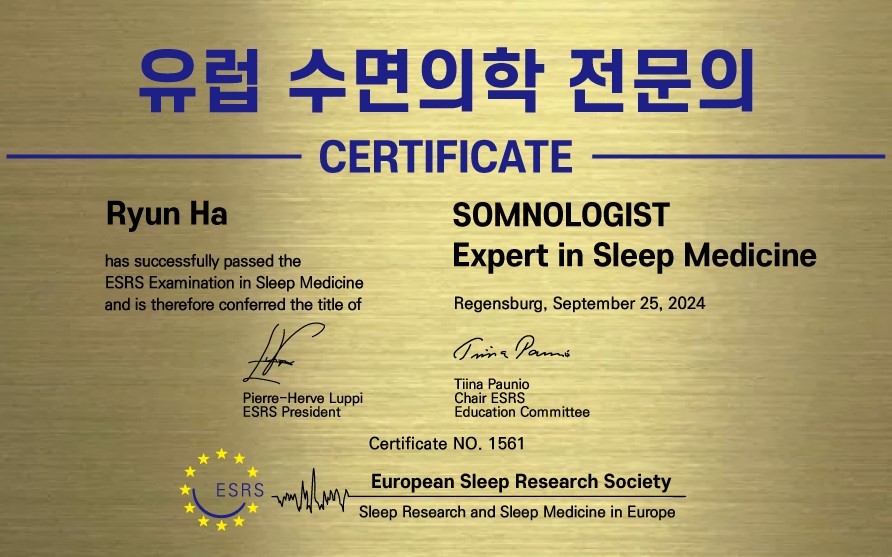 유럽 수면의학 전문의
CERTIFICATE
Ryun Ha
has successfully passed the
ESRS Examination in Sleep Medicine
and is therefore conferred the title of
SOMNOLOGIST
Expert in Sleep Medicine
Regensburg, September 25, 2024
Pierre-Herve Luppi
ESRS President
Tiina Paunio
Tiina Paunio
Chair ESRS
Education Committee
Certificate NO. 1561
ESRS
European Sleep Research Society
Sleep Research and Sleep Medicine in Europe